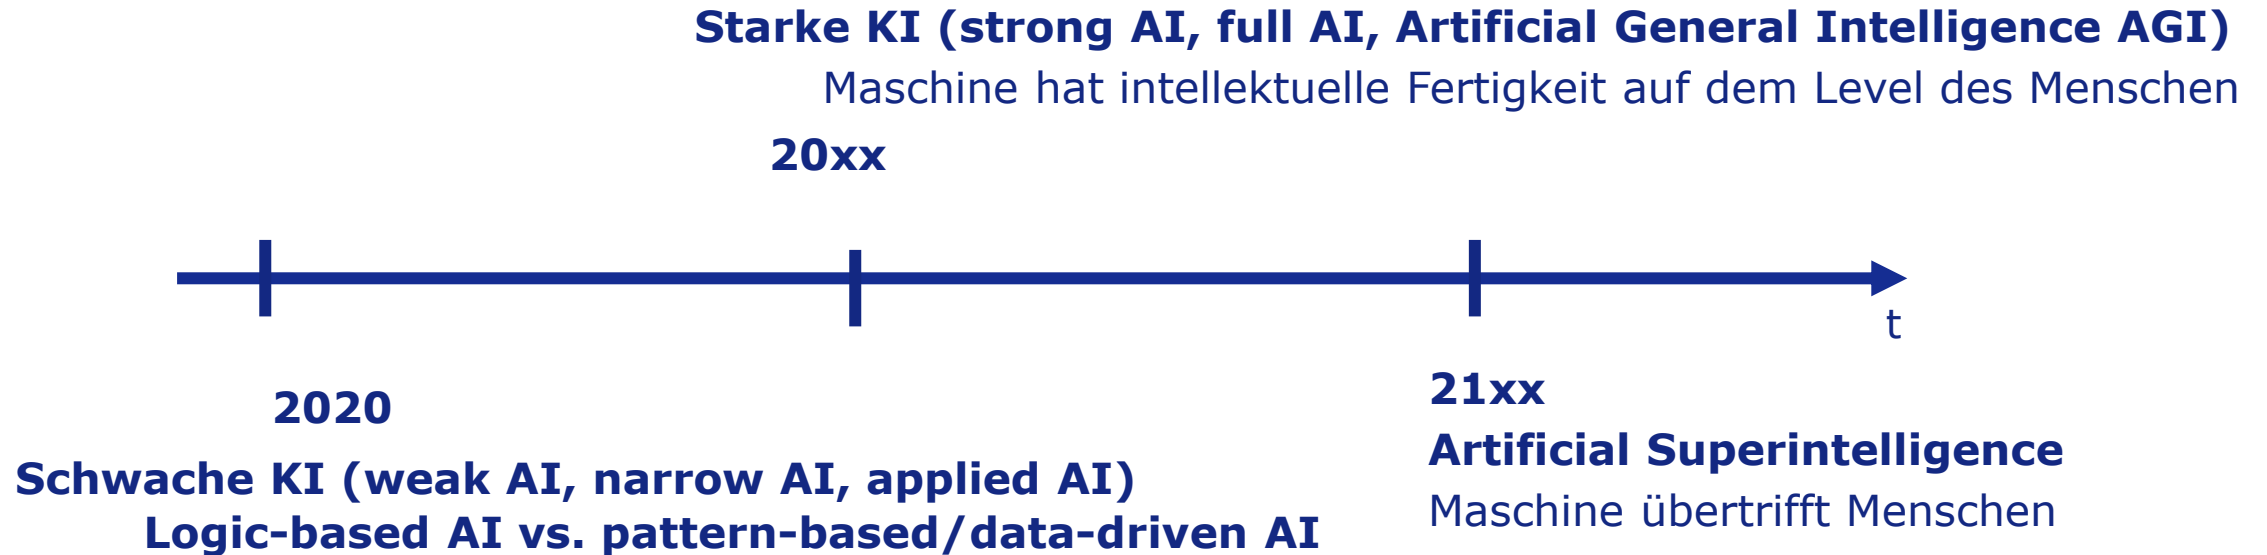 Starke KI (strong AI, full AI, Artificial General Intelligence AGI)
Maschine hat intellektuelle Fertigkeit auf dem Level des Menschen
20xx
t
2020
Schwache KI (weak AI, narrow AI, applied AI)
Logic-based AI vs. pattern-based/data-driven AI
21xx
Artificial Superintelligence
Maschine übertrifft Menschen